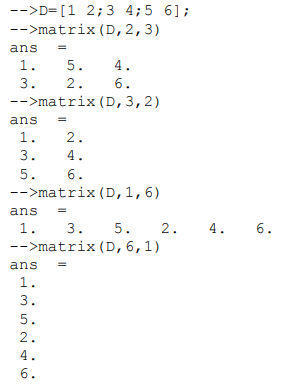 -->D=[1 2;3 4;5 6];
-->matrix(D,2,3)
ans  =
1.   5.   4.
3.   2.   6.
-->matrix(D,3,2)
ans  =
1.   2.
3.   4.
5.   6.
-->matrix(D,1,6)
ans  =
1.   3.   5.   2.   4.   6.
-->matrix(D,6,1)
ans  =
1.
3.
5.
2.
4.
6.